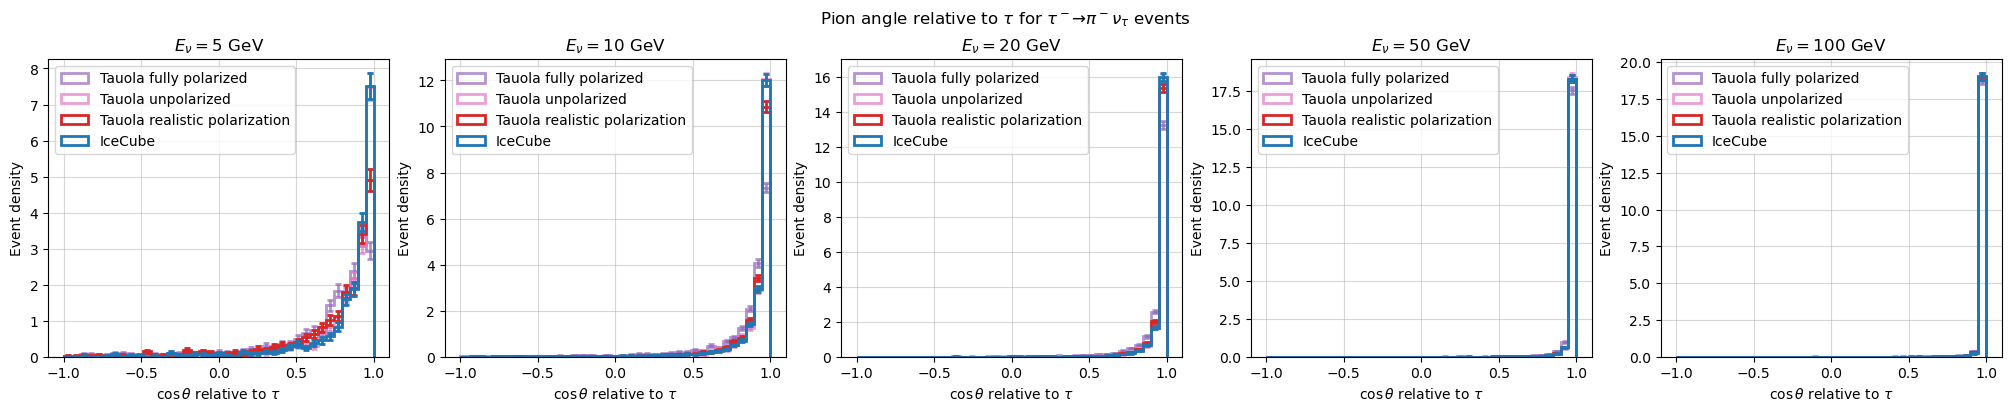 Pion angle relative to τ for τ⁻→π⁻ν_τ events
E_ν = 5 GeV
8
7
6
5
4
3
2
1
0
Event density
Tauola fully polarized
Tauola unpolarized
Tauola realistic polarization
IceCube
−1.0 −0.5 0.0 0.5 1.0
cos θ relative to τ
E_ν = 10 GeV
12
10
8
6
4
2
0
Event density
Tauola fully polarized
Tauola unpolarized
Tauola realistic polarization
IceCube
−1.0 −0.5 0.0 0.5 1.0
cos θ relative to τ
E_ν = 20 GeV
16
14
12
10
8
6
4
2
0
Event density
Tauola fully polarized
Tauola unpolarized
Tauola realistic polarization
IceCube
−1.0 −0.5 0.0 0.5 1.0
cos θ relative to τ
E_ν = 50 GeV
17.5
15.0
12.5
10.0
7.5
5.0
2.5
0.0
Event density
Tauola fully polarized
Tauola unpolarized
Tauola realistic polarization
IceCube
−1.0 −0.5 0.0 0.5 1.0
cos θ relative to τ
E_ν = 100 GeV
20.0
17.5
15.0
12.5
10.0
7.5
5.0
2.5
0.0
Event density
Tauola fully polarized
Tauola unpolarized
Tauola realistic polarization
IceCube
−1.0 −0.5 0.0 0.5 1.0
cos θ relative to τ